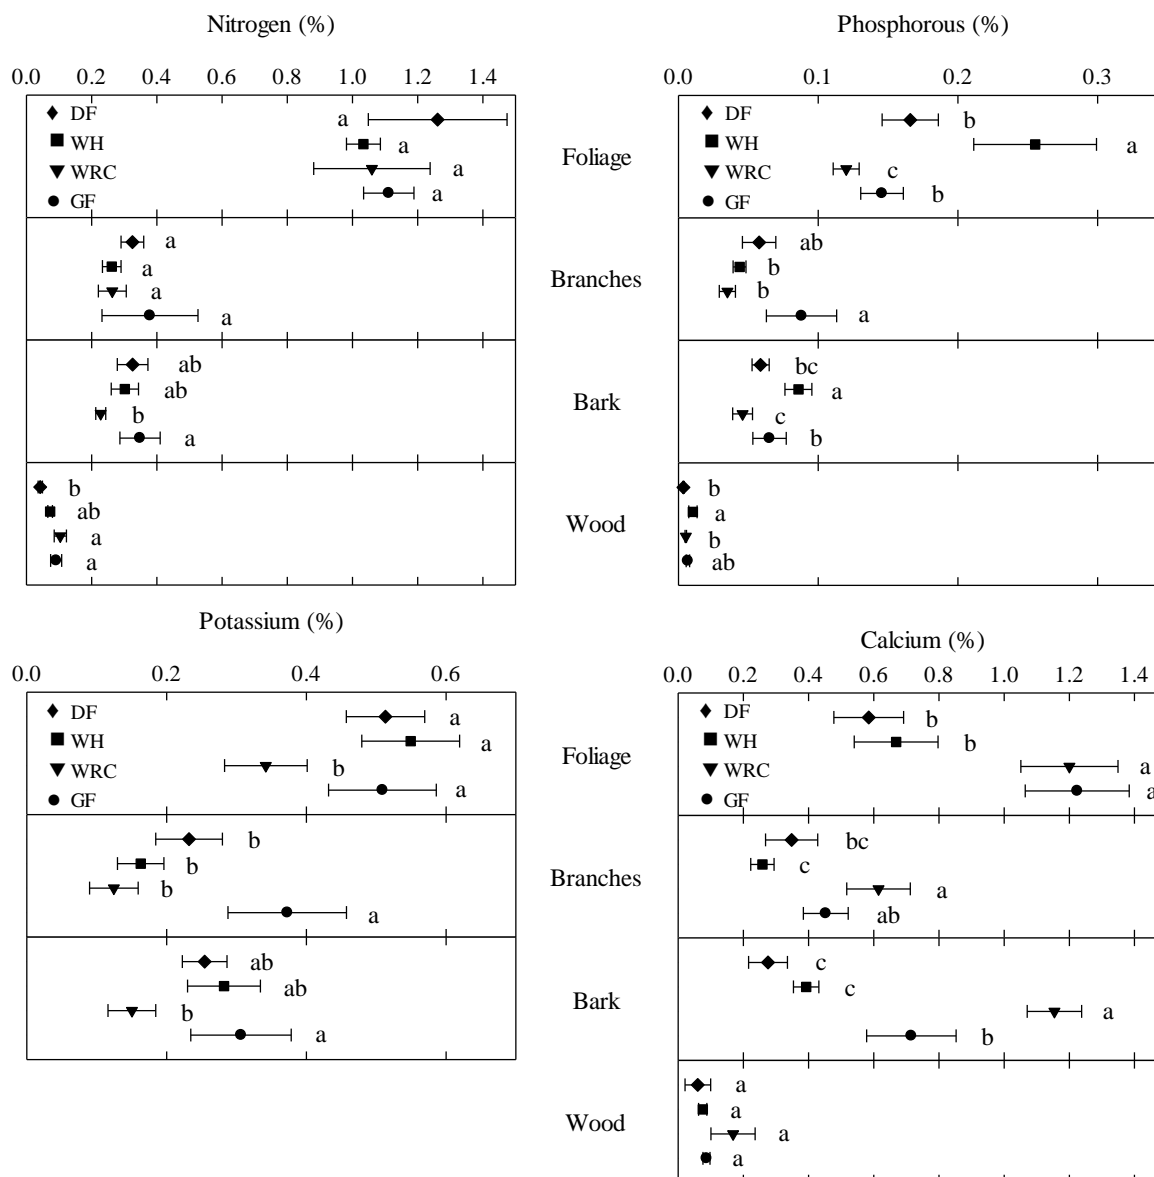 Nitrogen (%)
Phosphorous (%)
0.0 0.2 0.4 0.6 0.8 1.0 1.2 1.4
0.0 0.1 0.2 0.3
DF
WH
WRC
GF
a
a
a
a
Foliage
DF
WH
WRC
GF
b
a
c
b
a
a
a
a
Branches
ab
b
b
a
ab
ab
b
a
Bark
bc
a
c
b
b
ab
a
a
Wood
b
a
b
ab
Potassium (%)
Calcium (%)
0.0 0.2 0.4 0.6
0.0 0.2 0.4 0.6 0.8 1.0 1.2 1.4
DF
WH
WRC
GF
a
a
b
a
Foliage
DF
WH
WRC
GF
b
b
a
a
b
b
b
a
Branches
bc
c
a
ab
ab
ab
b
a
Bark
c
c
a
b
Wood
a
a
a
a